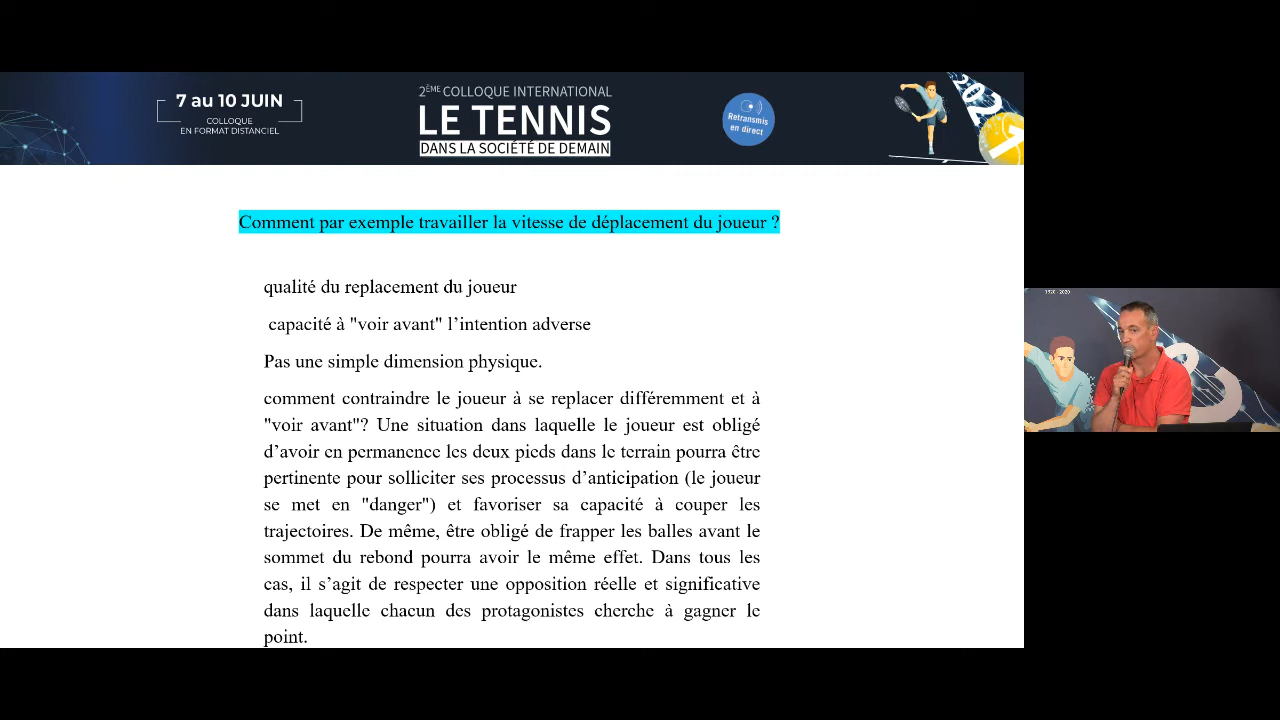 7 au 10 JUIN
COLLOQUE
EN FORMAT DISTANCIEL
2ÈME COLLOQUE INTERNATIONAL
LE TENNIS
DANS LA SOCIÉTÉ DE DEMAIN
Retransmis
en direct
2021
Comment par exemple travailler la vitesse de déplacement du joueur ?
qualité du replacement du joueur
capacité à "voir avant" l’intention adverse
Pas une simple dimension physique.
comment contraindre le joueur à se replacer différemment et à
"voir avant"? Une situation dans laquelle le joueur est obligé
d’avoir en permanence les deux pieds dans le terrain pourra être
pertinente pour solliciter ses processus d’anticipation (le joueur
se met en "danger") et favoriser sa capacité à couper les
trajectoires. De même, être obligé de frapper les balles avant le
sommet du rebond pourra avoir le même effet. Dans tous les
cas, il s’agit de respecter une opposition réelle et significative
dans laquelle chacun des protagonistes cherche à gagner le
point.
1920 - 2020